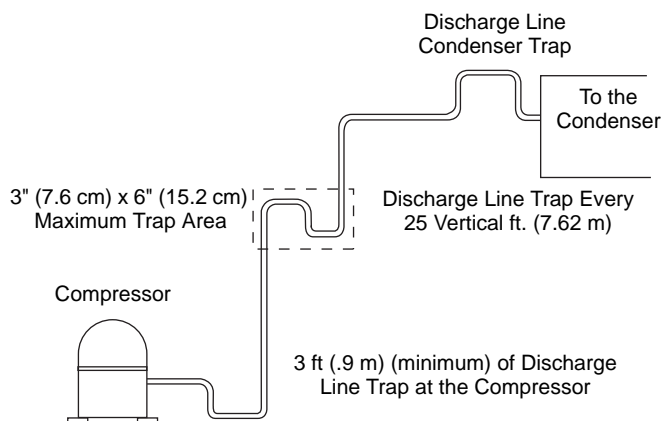 Discharge Line
Condenser Trap
To the
Condenser
3" (7.6 cm) x 6" (15.2 cm)
Maximum Trap Area
Discharge Line Trap Every
25 Vertical ft. (7.62 m)
Compressor
3 ft (.9 m) (minimum) of Discharge
Line Trap at the Compressor